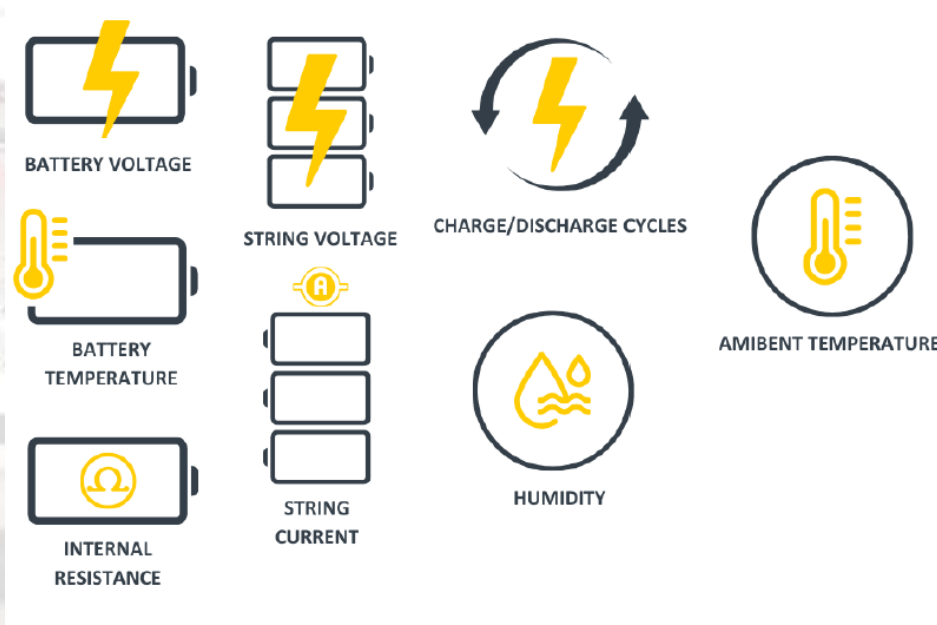 BATTERY VOLTAGE
BATTERY
TEMPERATURE
Ω
INTERNAL
RESISTANCE
STRING VOLTAGE
A
STRING
CURRENT
CHARGE/DISCHARGE CYCLES
HUMIDITY
AMIBENT TEMPERATURE